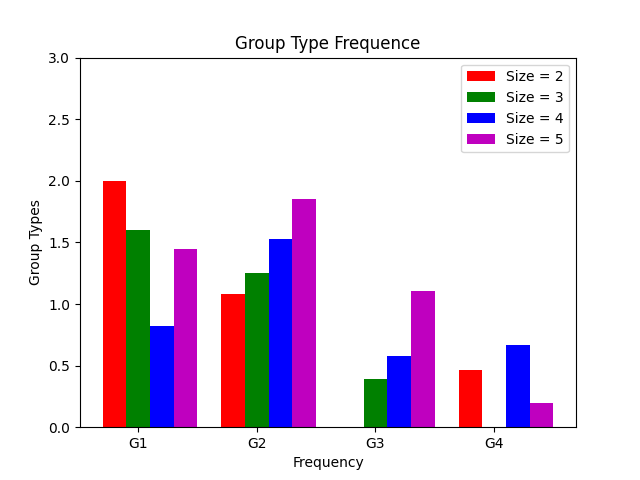 Group Type Frequence
Size = 2
Size = 3
Size = 4
Size = 5
Group Types
3.0
2.5
2.0
1.5
1.0
0.5
0.0
G1 G2 G3 G4
Frequency